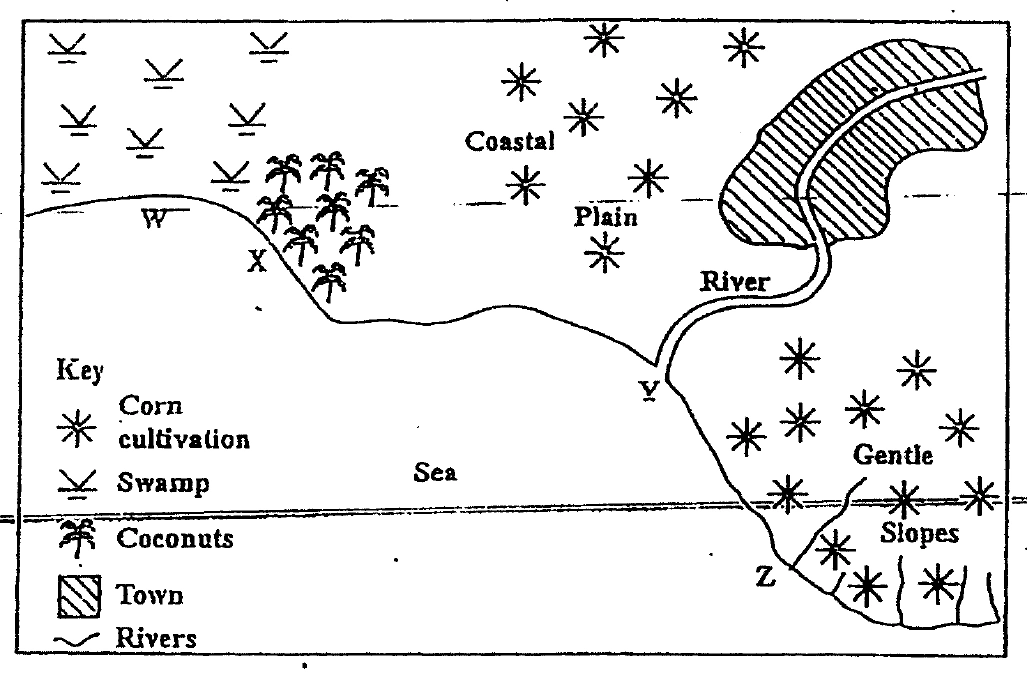 Coastal
Plain
W
X
River
Key
Y
Corn
cultivation
Gentle
Swamp
Sea
Slopes
Coconuts
Z
Town
Rivers